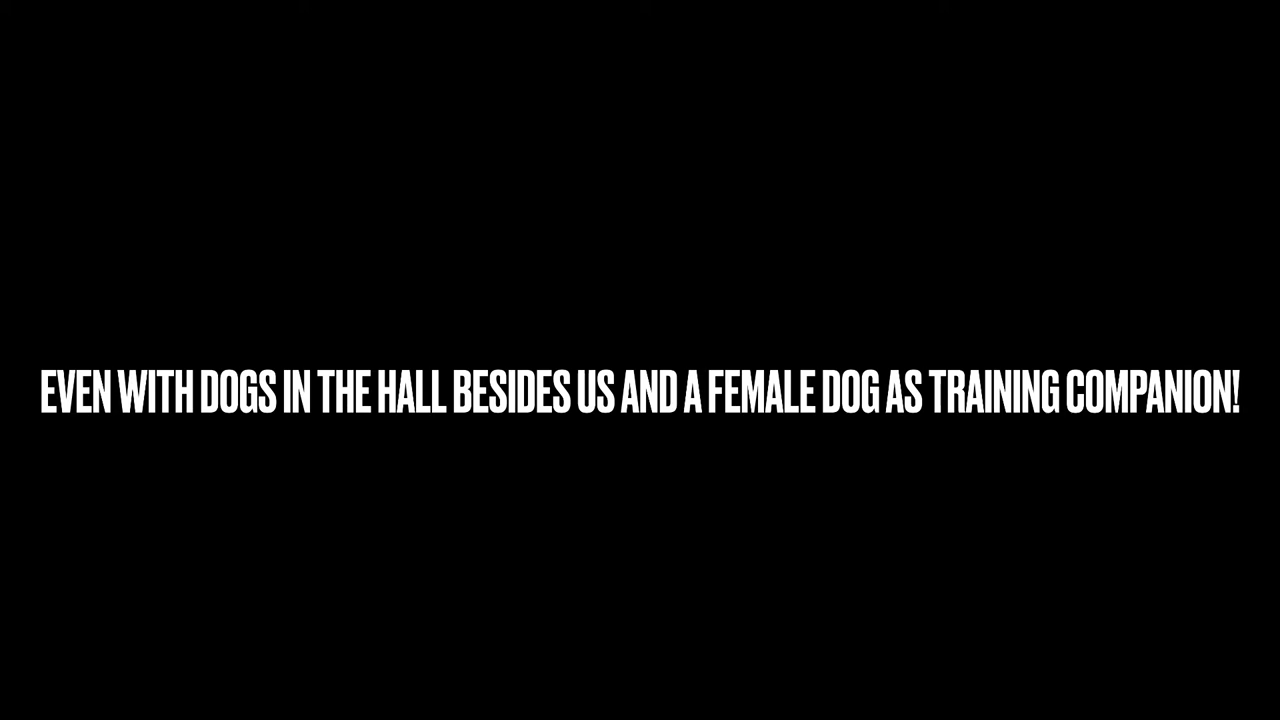 EVEN WITH DOGS IN THE HALL BESIDES US AND A FEMALE DOG AS TRAINING COMPANION!